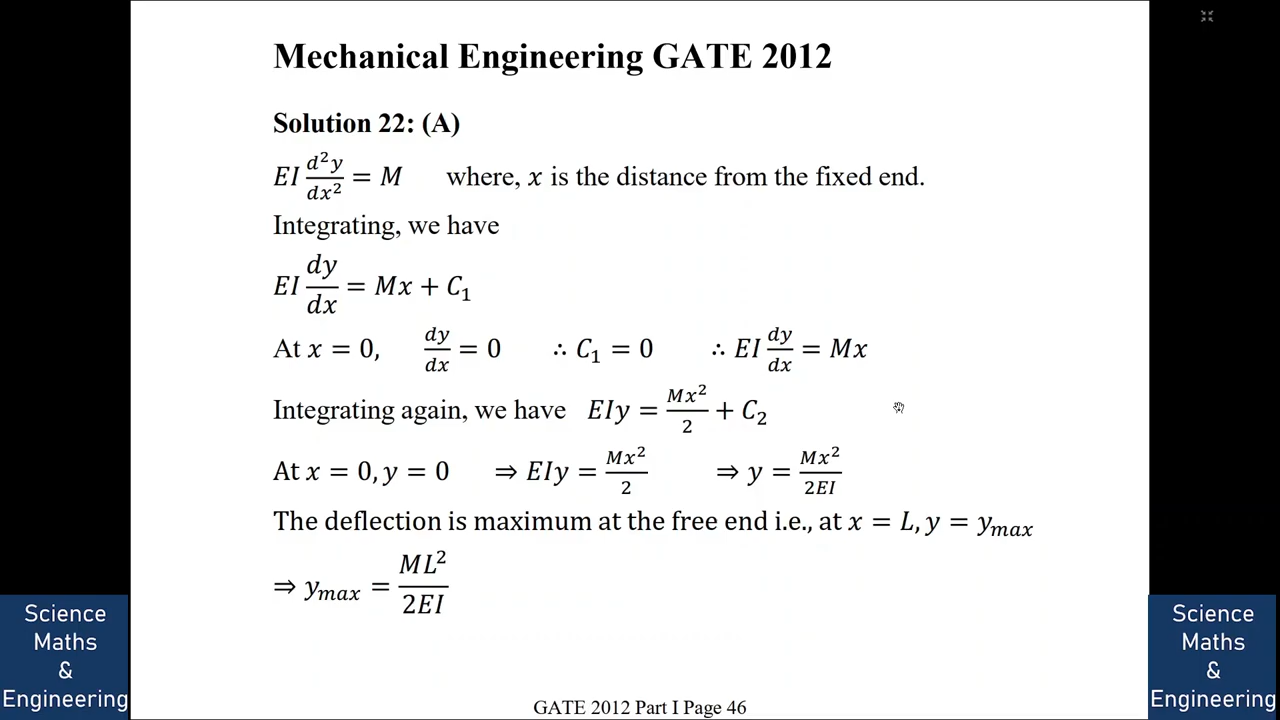 Mechanical Engineering GATE 2012
Solution 22: (A)
EI d²y/dx² = M where, x is the distance from the fixed end.
Integrating, we have
EI dy/dx = Mx + C₁
At x = 0, dy/dx = 0 ∴ C₁ = 0 ∴ EI dy/dx = Mx
Integrating again, we have EIy = Mx²/2 + C₂
At x = 0, y = 0 ⇒ EIy = Mx²/2 ⇒ y = Mx²/2EI
The deflection is maximum at the free end i.e., at x = L, y = yₘₐₓ
⇒ yₘₐₓ = ML²/2EI
Science
Maths
&
Engineering
Science
Maths
&
Engineering
GATE 2012 Part I Page 46